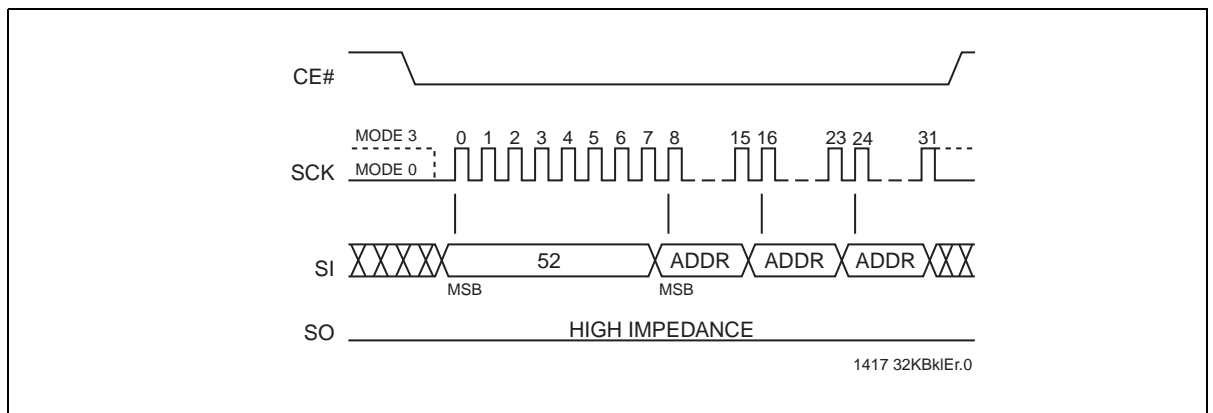 CE#
MODE 3
0 1 2 3 4 5 6 7 8 15 16 23 24 31
SCK MODE 0
SI 52 ADDR ADDR ADDR
MSB MSB
SO HIGH IMPEDANCE
1417 32KBklEr.0